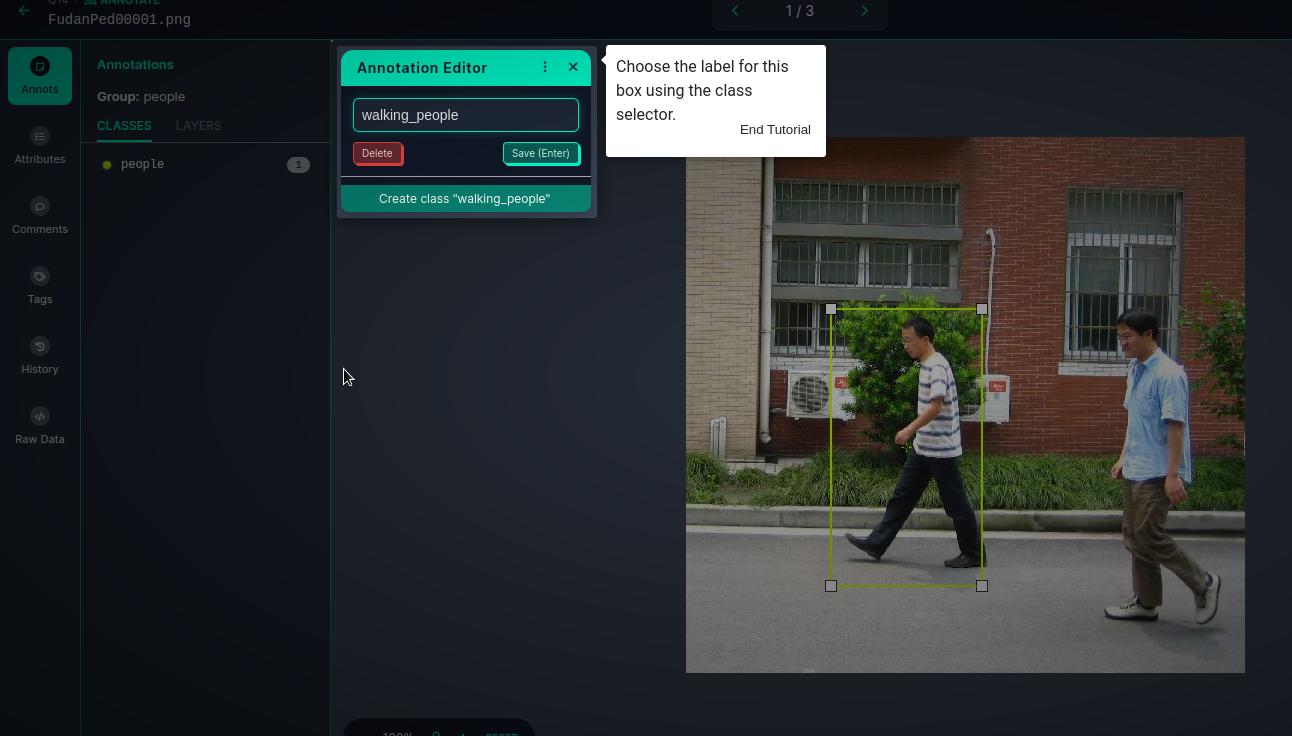 ANNOTATE
FudanPed00001.png
1 / 3
Annots
Attributes
Comments
Tags
History
Raw Data
Annotations
Group: people
CLASSES
LAYERS
people
1
Annotation Editor
walking_people
Delete
Save (Enter)
Create class "walking_people"
Choose the label for this
box using the class
selector.
End Tutorial
100%
RESET